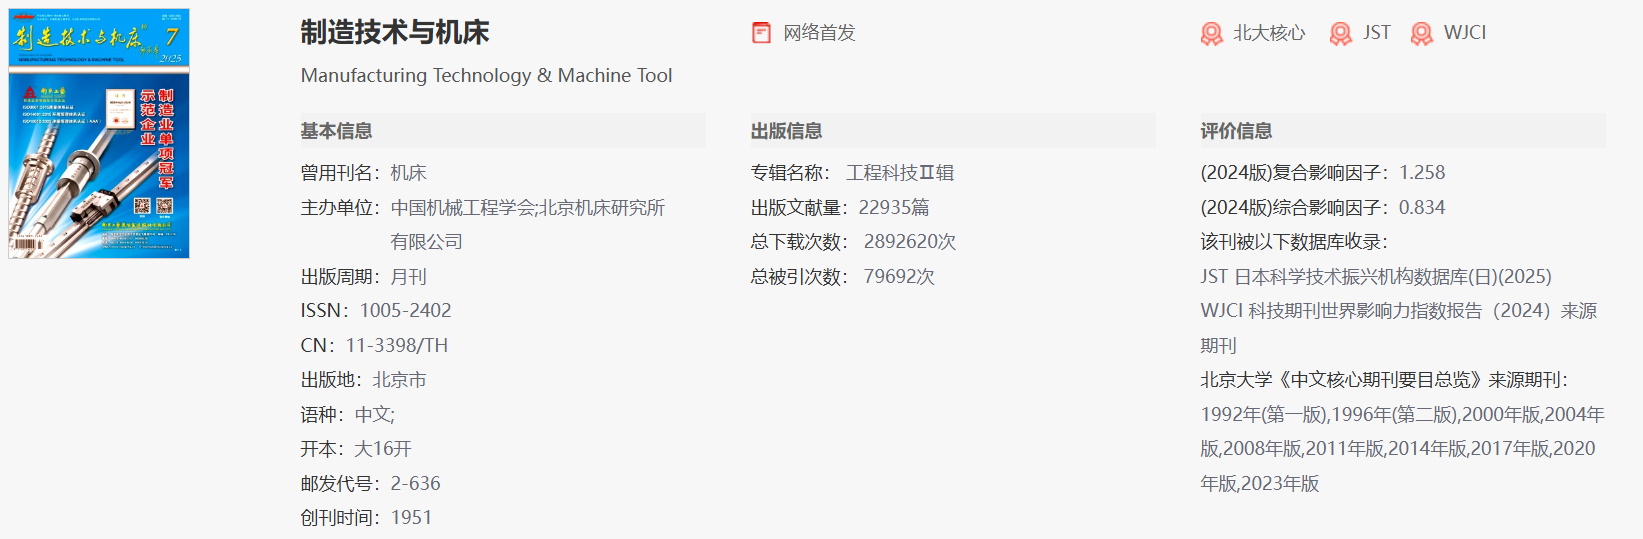 制造技术与机床
7
2025
MANUFACTURING TECHNOLOGY & MACHINE TOOL
制造业单项冠军
示范企业
制造技术与机床
Manufacturing Technology & Machine Tool
网络首发
北大核心
JST
WJCI
基本信息
曾用刊名：机床
主办单位：中国机械工程学会;北京机床研究所
有限公司
出版周期：月刊
ISSN：1005-2402
CN：11-3398/TH
出版地：北京市
语种：中文;
开本：大16开
邮发代号：2-636
创刊时间：1951
出版信息
专辑名称： 工程科技Ⅱ辑
出版文献量：22935篇
总下载次数： 2892620次
总被引次数： 79692次
评价信息
(2024版)复合影响因子：1.258
(2024版)综合影响因子：0.834
该刊被以下数据库收录：
JST 日本科学技术振兴机构数据库(日)(2025)
WJCI 科技期刊世界影响力指数报告（2024）来源
期刊
北京大学《中文核心期刊要目总览》来源期刊：
1992年(第一版),1996年(第二版),2000年版,2004年
版,2008年版,2011年版,2014年版,2017年版,2020
年版,2023年版